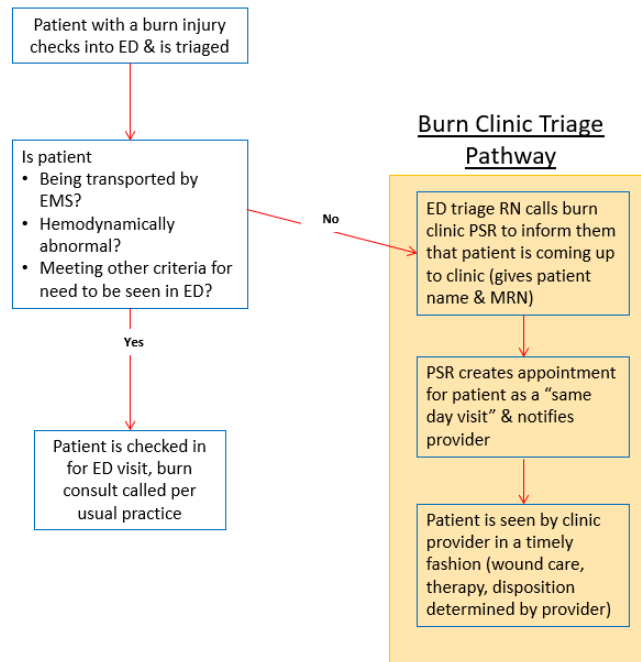 Patient with a burn injury
checks into ED & is triaged
Is patient
• Being transported by
EMS?
• Hemodynamically
abnormal?
• Meeting other criteria for
need to be seen in ED?
Yes
Patient is checked in
for ED visit, burn
consult called per
usual practice
No
Burn Clinic Triage
Pathway
ED triage RN calls burn
clinic PSR to inform them
that patient is coming up
to clinic (gives patient
name & MRN)
PSR creates appointment
for patient as a “same
day visit” & notifies
provider
Patient is seen by clinic
provider in a timely
fashion (wound care,
therapy, disposition
determined by provider)